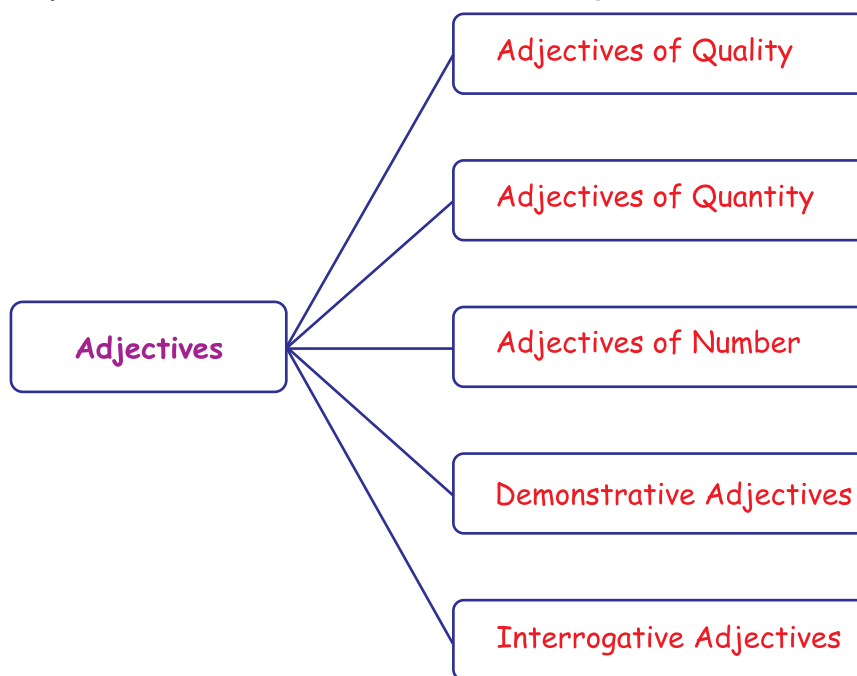 Adjectives of Quality
Adjectives of Quantity
Adjectives
Adjectives of Number
Demonstrative Adjectives
Interrogative Adjectives